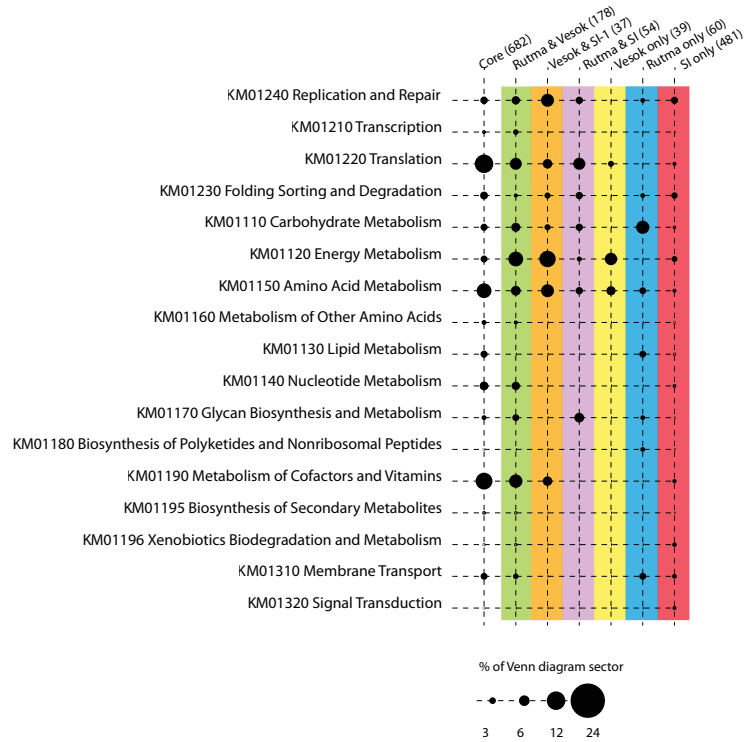 Core (682)
Rutma & Vesok (178)
Vesok & SI-1 (37)
Rutma & SI (54)
Vesok only (39)
Rutma only (60)
SI only (481)
KM01240 Replication and Repair
KM01210 Transcription
KM01220 Translation
KM01230 Folding Sorting and Degradation
KM01110 Carbohydrate Metabolism
KM01120 Energy Metabolism
KM01150 Amino Acid Metabolism
KM01160 Metabolism of Other Amino Acids
KM01130 Lipid Metabolism
KM01140 Nucleotide Metabolism
KM01170 Glycan Biosynthesis and Metabolism
KM01180 Biosynthesis of Polyketides and Nonribosomal Peptides
KM01190 Metabolism of Cofactors and Vitamins
KM01195 Biosynthesis of Secondary Metabolites
KM01196 Xenobiotics Biodegradation and Metabolism
KM01310 Membrane Transport
KM01320 Signal Transduction
% of Venn diagram sector
3 6 12 24